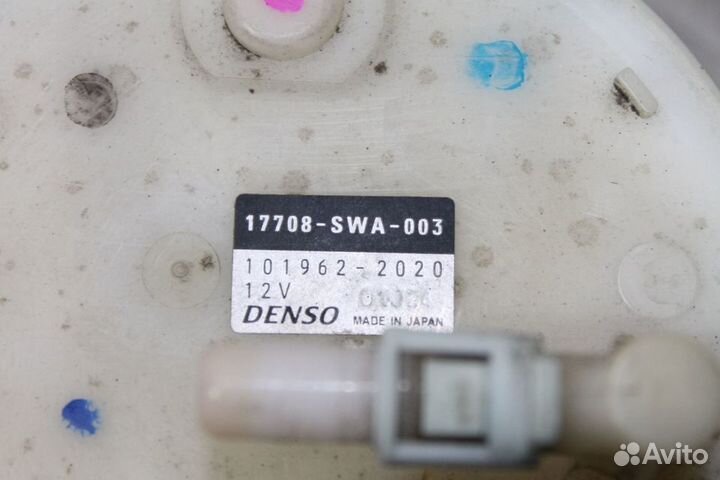 17708-SWA-003
101962-2020
12V
DENSO MADE IN JAPAN
Avito